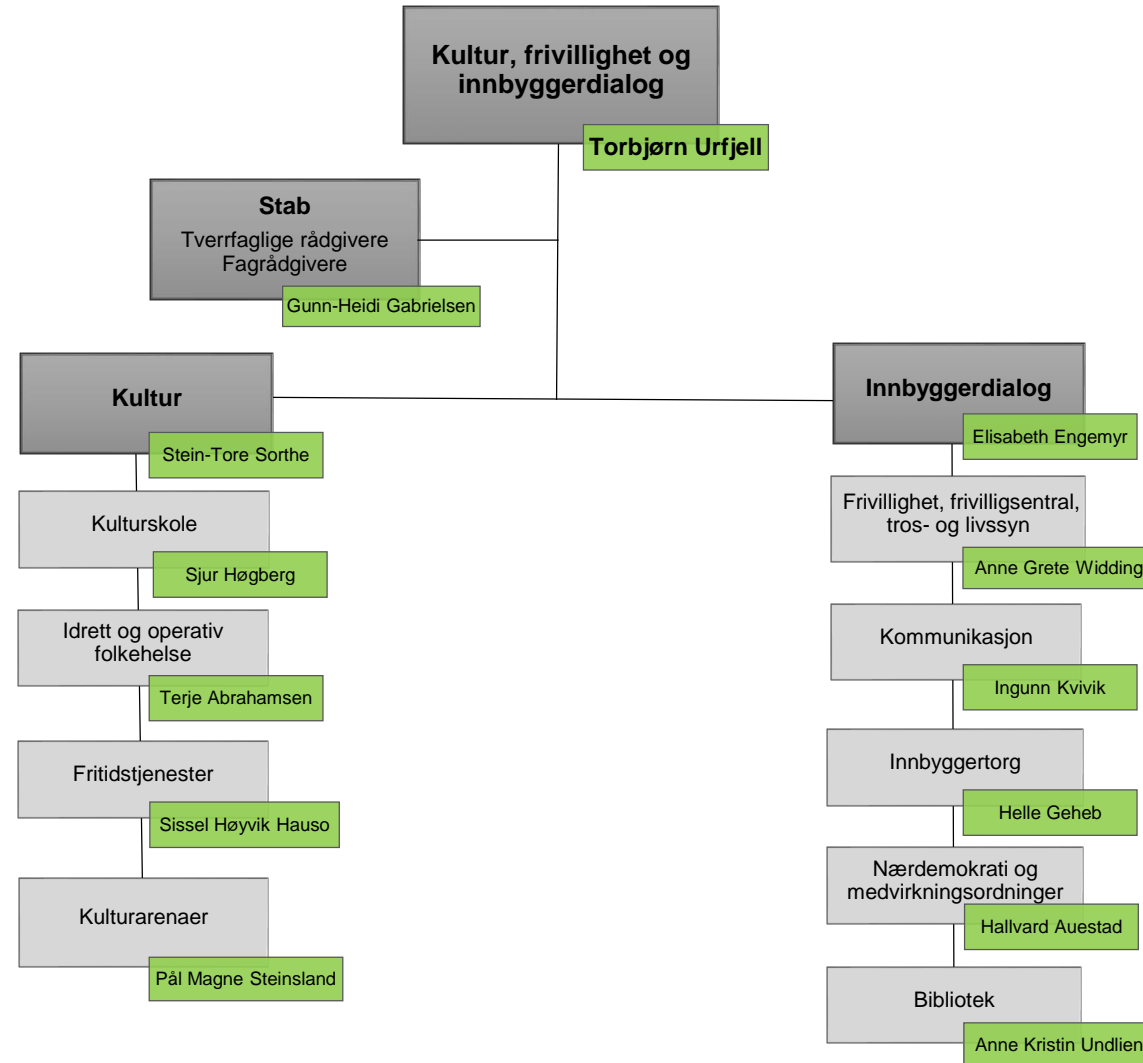 Kultur, frivillighet og
innbyggerdialog
Torbjørn Urfjell
Stab
Tverrfaglige rådgivere
Fagrådgivere
Gunn-Heidi Gabrielsen
Kultur
Stein-Tore Sorthe
Kulturskole
Sjur Høgberg
Idrett og operativ
folkehelse
Terje Abrahamsen
Fritidstjenester
Sissel Høyvik Hauso
Kulturarenaer
Pål Magne Steinsland
Innbyggerdialog
Elisabeth Engemyr
Frivillighet, frivilligsentral,
tros- og livssyn
Anne Grete Widding
Kommunikasjon
Ingunn Kvivik
Innbyggertorg
Helle Geheb
Nærdemokrati og
medvirkningsordninger
Hallvard Auestad
Bibliotek
Anne Kristin Undlien